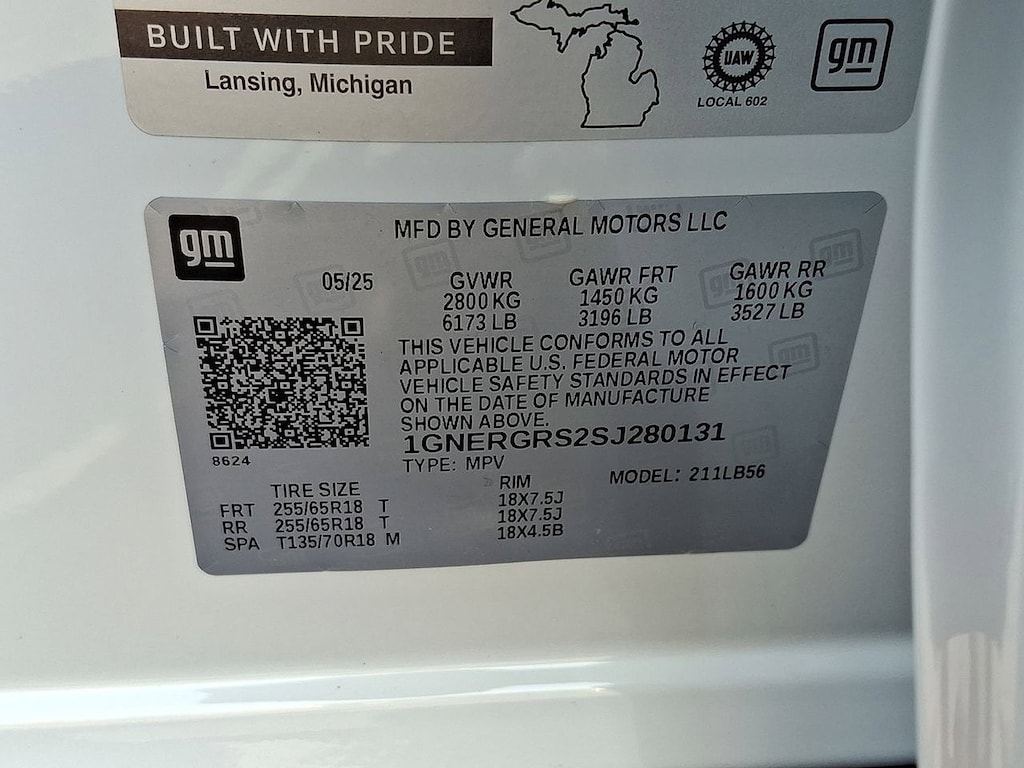 BUILT WITH PRIDE
Lansing, Michigan
UAW
LOCAL 602
gm
gm
MFD BY GENERAL MOTORS LLC
05/25 GVWR GAWR FRT GAWR RR
2800 KG 1450 KG 1600 KG
6173 LB 3196 LB 3527 LB
THIS VEHICLE CONFORMS TO ALL
APPLICABLE U.S. FEDERAL MOTOR
VEHICLE SAFETY STANDARDS IN EFFECT
ON THE DATE OF MANUFACTURE
SHOWN ABOVE.
1GNERGRS2SJ280131
8624
TYPE: MPV MODEL: 211LB56
TIRE SIZE RIM
FRT 255/65R18 T 18X7.5J
RR 255/65R18 T 18X7.5J
SPA T135/70R18 M 18X4.5B